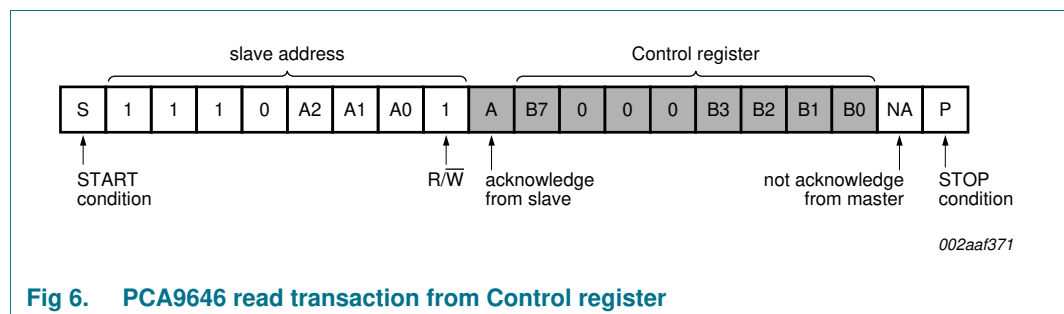 slave address Control register
S 1 1 1 0 A2 A1 A0 1 A B7 0 0 0 B3 B2 B1 B0 NA P
START condition R/W̅ acknowledge from slave not acknowledge from master STOP condition
002aaf371
Fig 6. PCA9646 read transaction from Control register